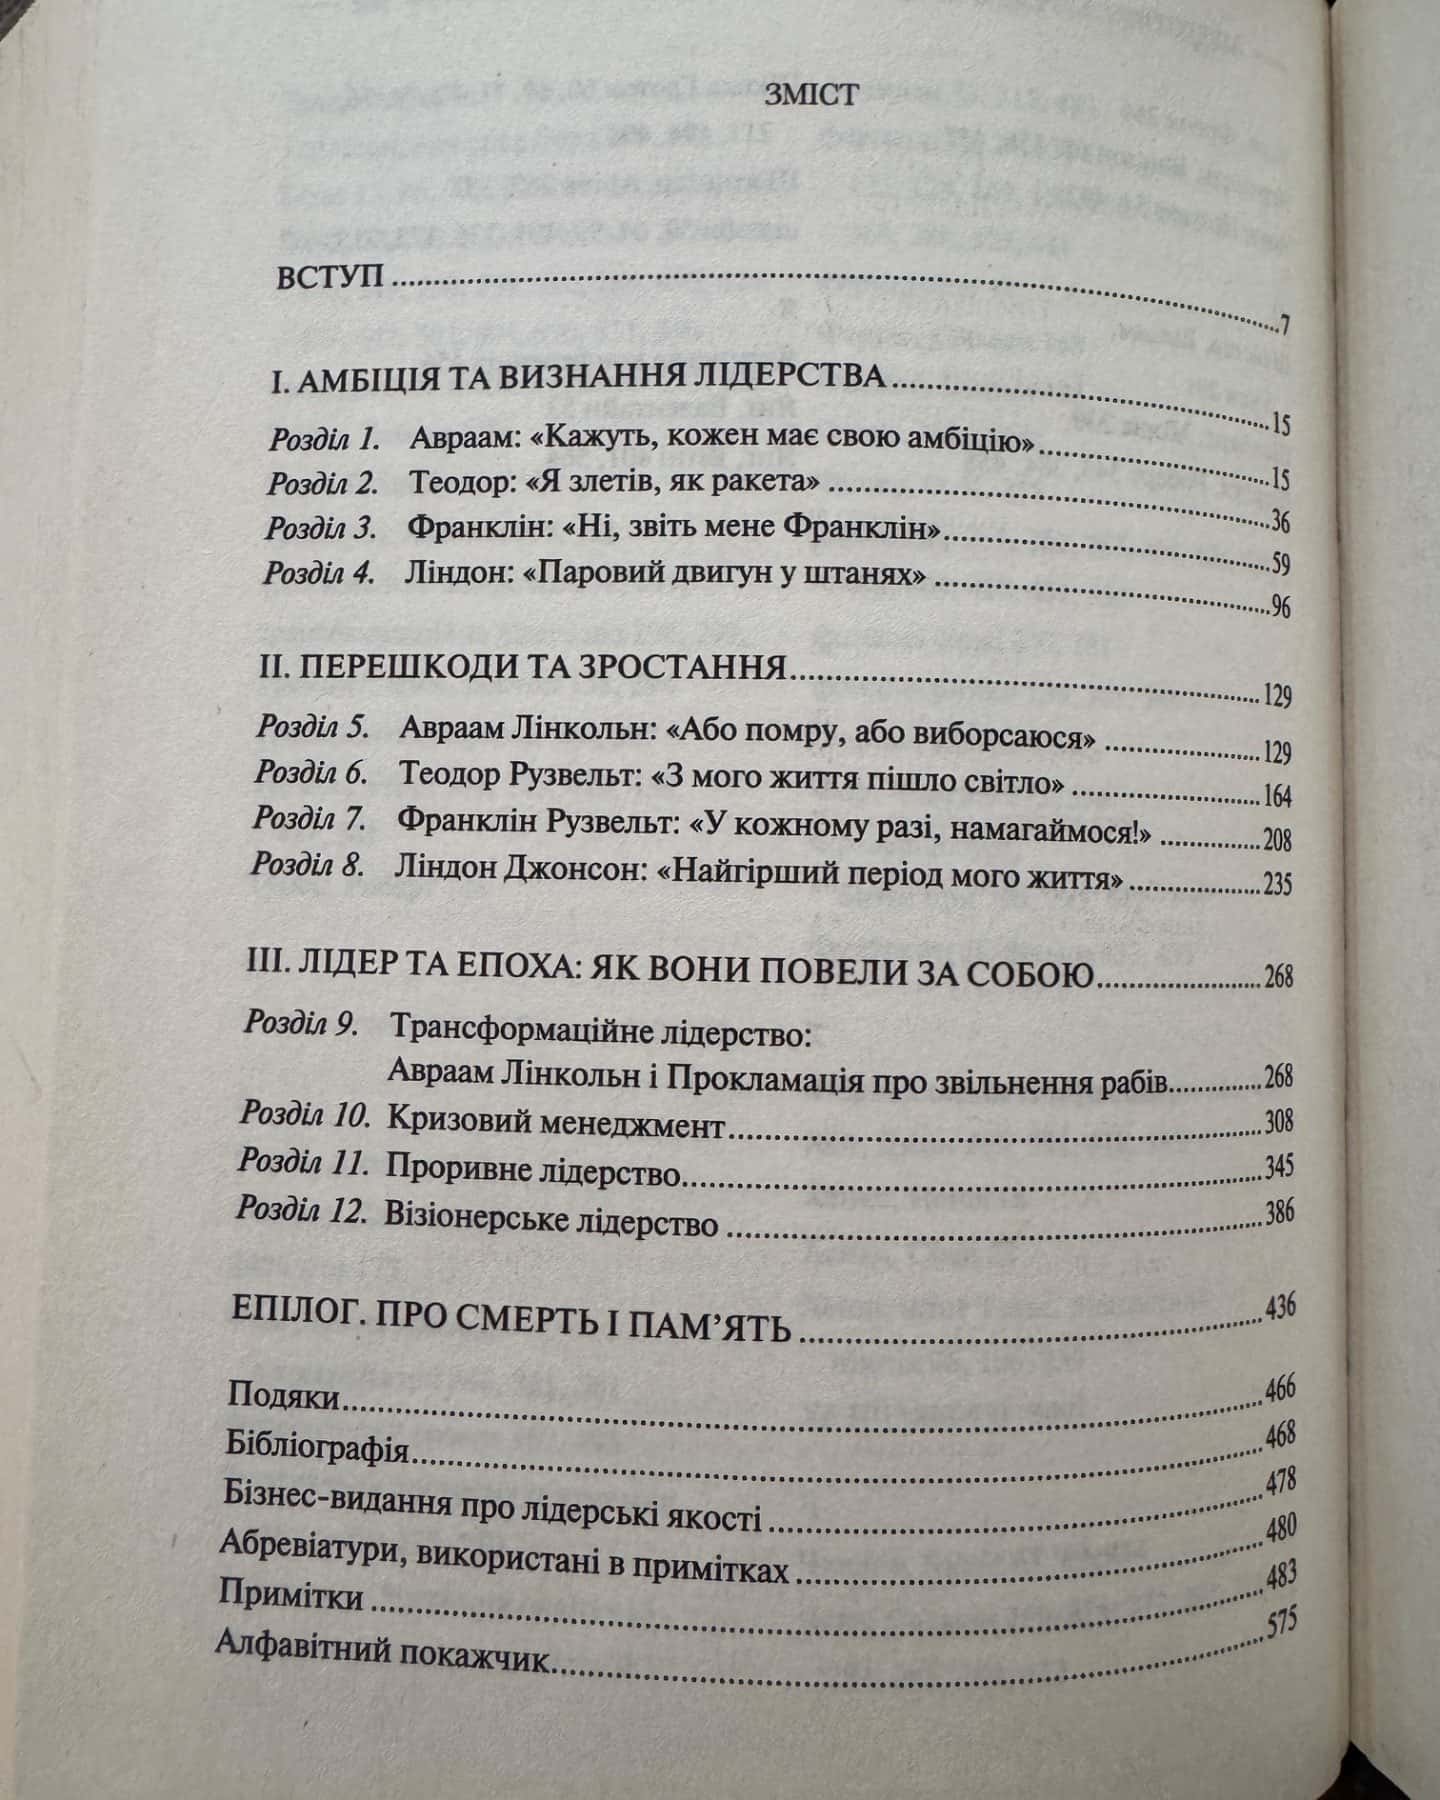 ЗМІСТ
ВСТУП ........ 7
І. АМБІЦІЯ ТА ВИЗНАННЯ ЛІДЕРСТВА ........ 15
Розділ 1. Авраам: «Кажуть, кожен має свою амбіцію» ........ 15
Розділ 2. Теодор: «Я злетів, як ракета» ........ 36
Розділ 3. Франклін: «Ні, звіть мене Франклін» ........ 59
Розділ 4. Ліндон: «Паровий двигун у штанях» ........ 96
ІІ. ПЕРЕШКОДИ ТА ЗРОСТАННЯ ........ 129
Розділ 5. Авраам Лінкольн: «Або помру, або виборсаюся» ........ 129
Розділ 6. Теодор Рузвельт: «З мого життя пішло світло» ........ 164
Розділ 7. Франклін Рузвельт: «У кожному разі, намагаймося!» ........ 208
Розділ 8. Ліндон Джонсон: «Найгірший період мого життя» ........ 235
ІІІ. ЛІДЕР ТА ЕПОХА: ЯК ВОНИ ПОВЕЛИ ЗА СОБОЮ ........ 268
Розділ 9. Трансформаційне лідерство:
Авраам Лінкольн і Прокламація про звільнення рабів ........ 268
Розділ 10. Кризовий менеджмент ........ 308
Розділ 11. Проривне лідерство ........ 345
Розділ 12. Візіонерське лідерство ........ 386
ЕПІЛОГ. ПРО СМЕРТЬ І ПАМ’ЯТЬ ........ 436
Подяки ........ 466
Бібліографія ........ 468
Бізнес-видання про лідерські якості ........ 478
Абревіатури, використані в примітках ........ 480
Примітки ........ 483
Алфавітний покажчик ........ 575